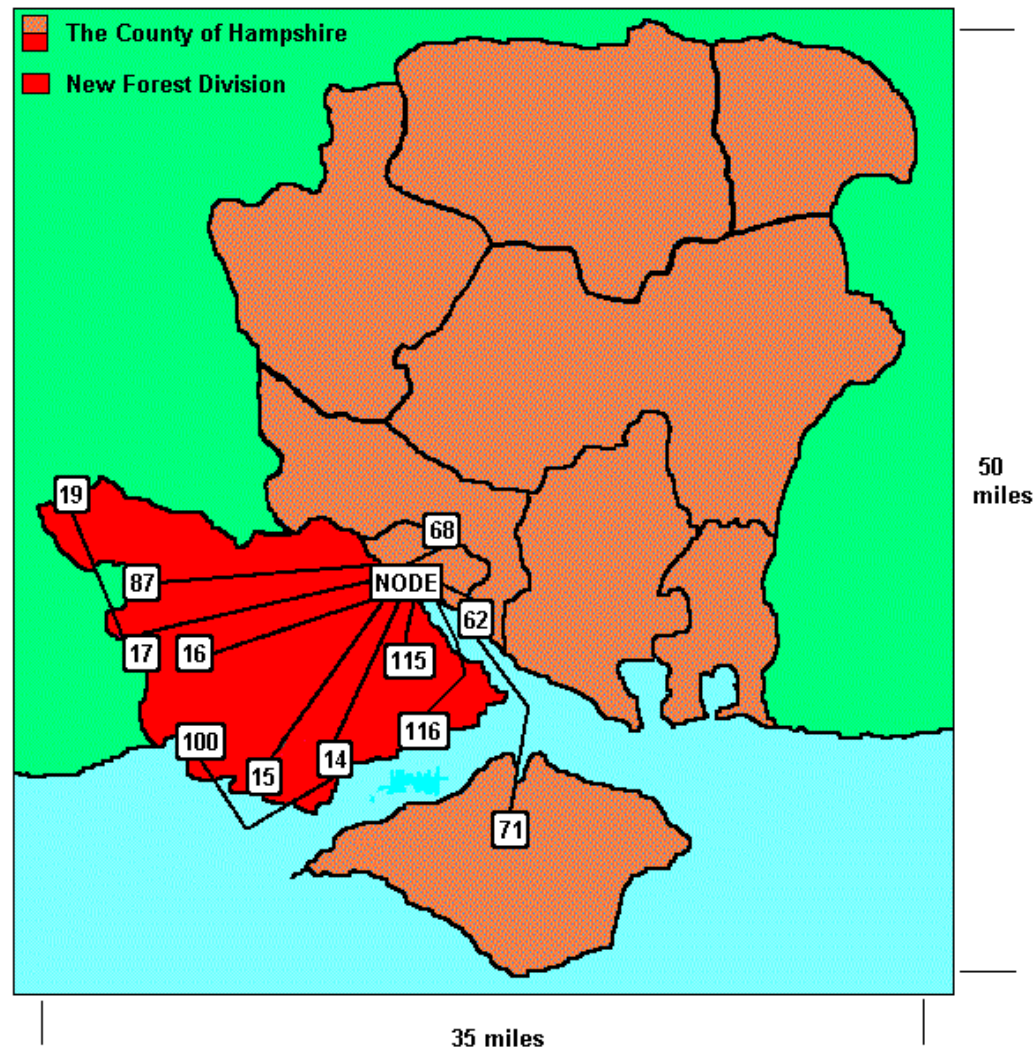 The County of Hampshire
New Forest Division
50
miles
19
68
87
NODE
62
17
16
115
116
100
15
14
71
35 miles